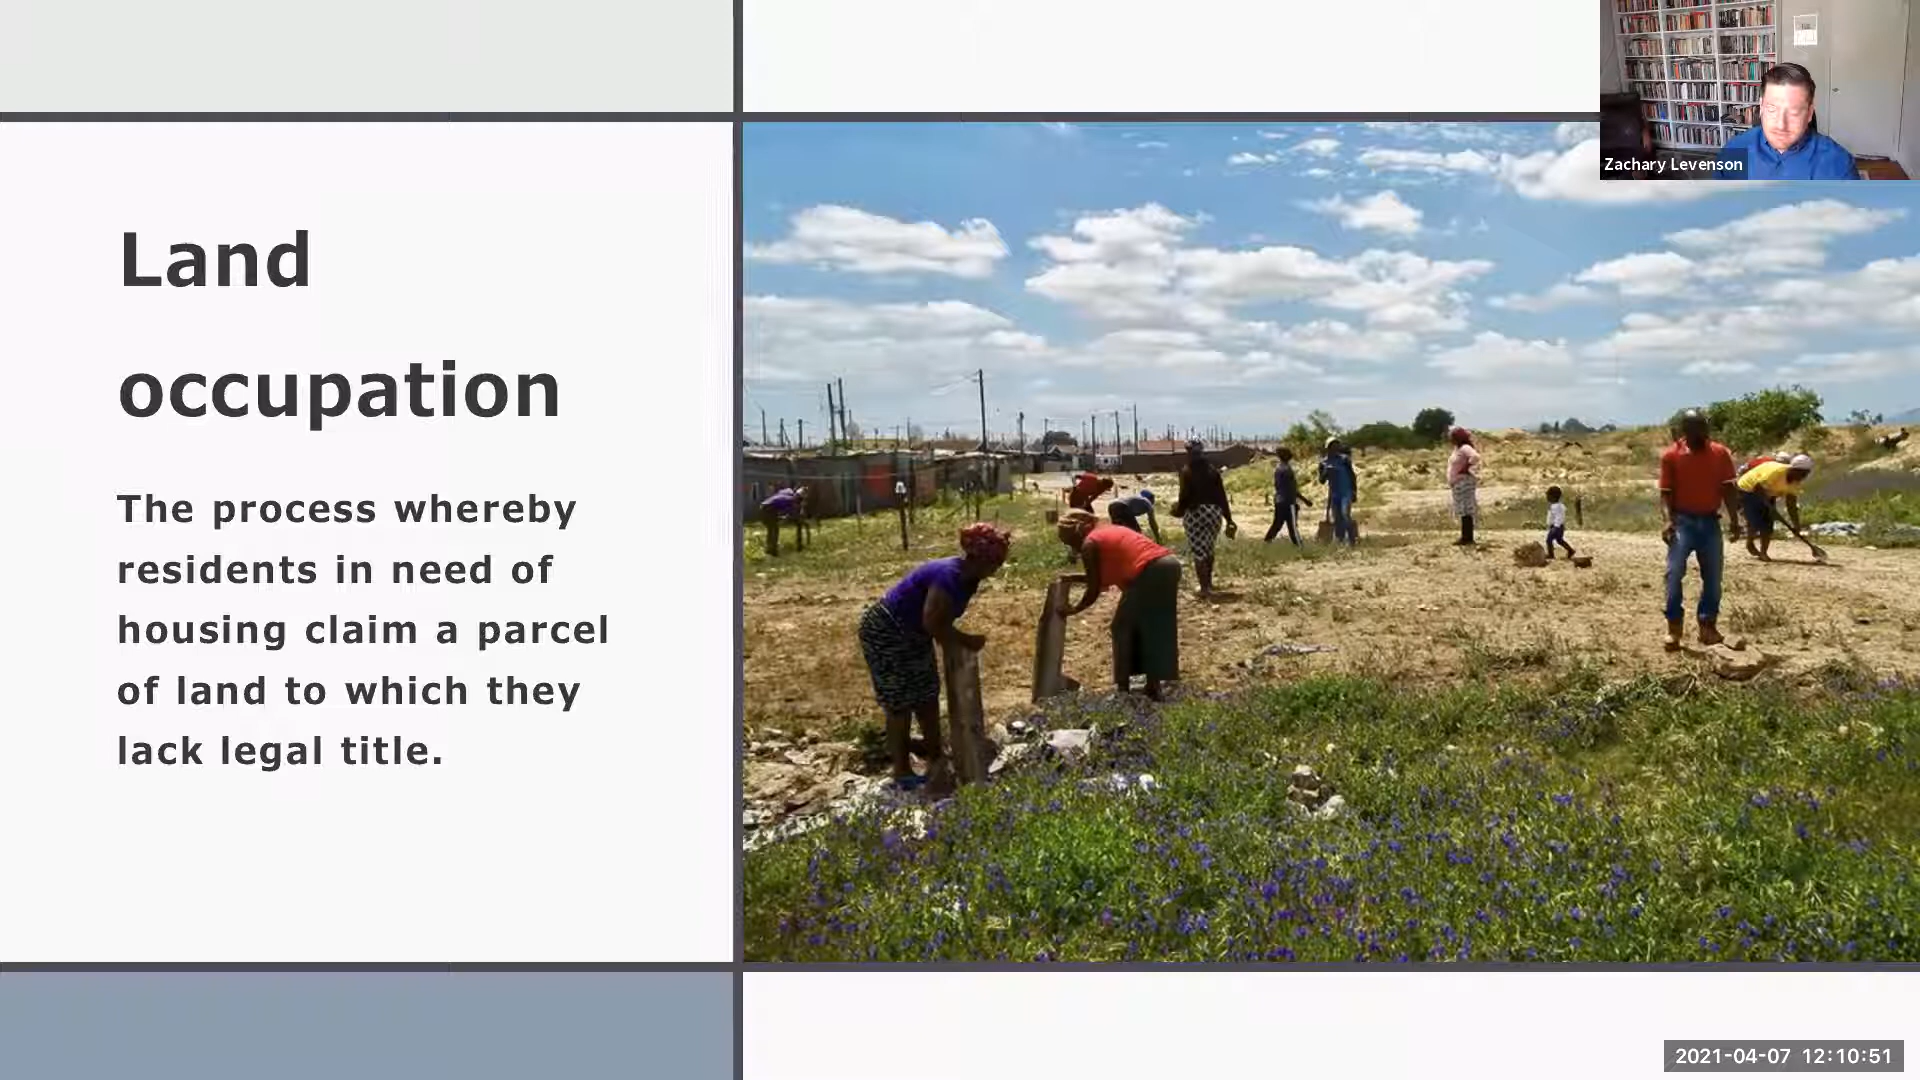 Land
occupation
The process whereby
residents in need of
housing claim a parcel
of land to which they
lack legal title.
Zachary Levenson
2021-04-07 12:10:51